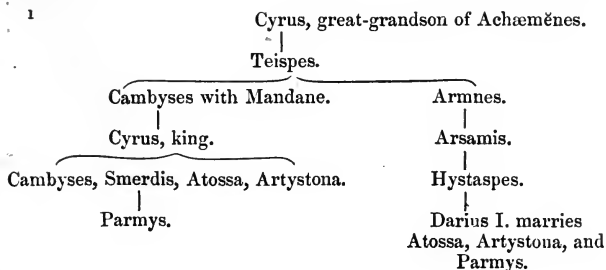 1
Cyrus, great-grandson of Achæmĕnes.
Teispes.
Cambyses with Mandane. Armnes.
Cyrus, king. Arsamis.
Cambyses, Smerdis, Atossa, Artystona. Hystaspes.
Parmys. Darius I. marries
Atossa, Artystona, and
Parmys.